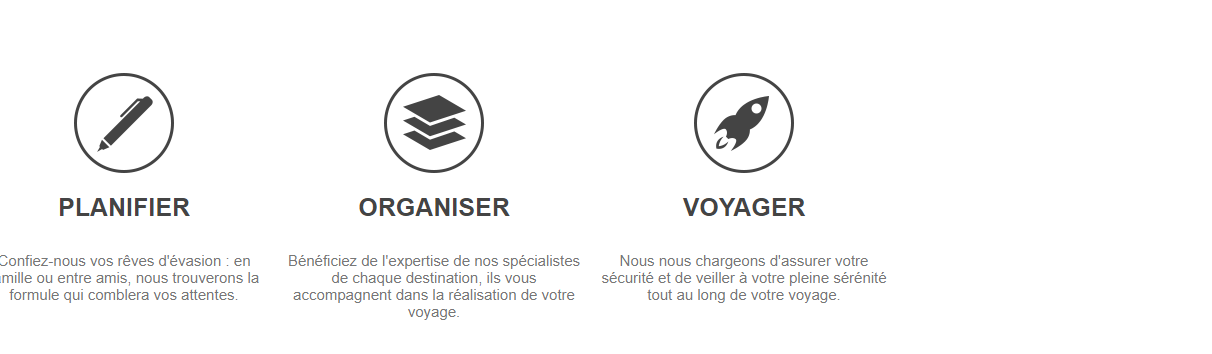 PLANIFIER
Confiez-nous vos rêves d'évasion : en
amille ou entre amis, nous trouverons la
formule qui comblera vos attentes.
ORGANISER
Bénéficiez de l'expertise de nos spécialistes
de chaque destination, ils vous
accompagnent dans la réalisation de votre
voyage.
VOYAGER
Nous nous chargeons d'assurer votre
sécurité et de veiller à votre pleine sérénité
tout au long de votre voyage.